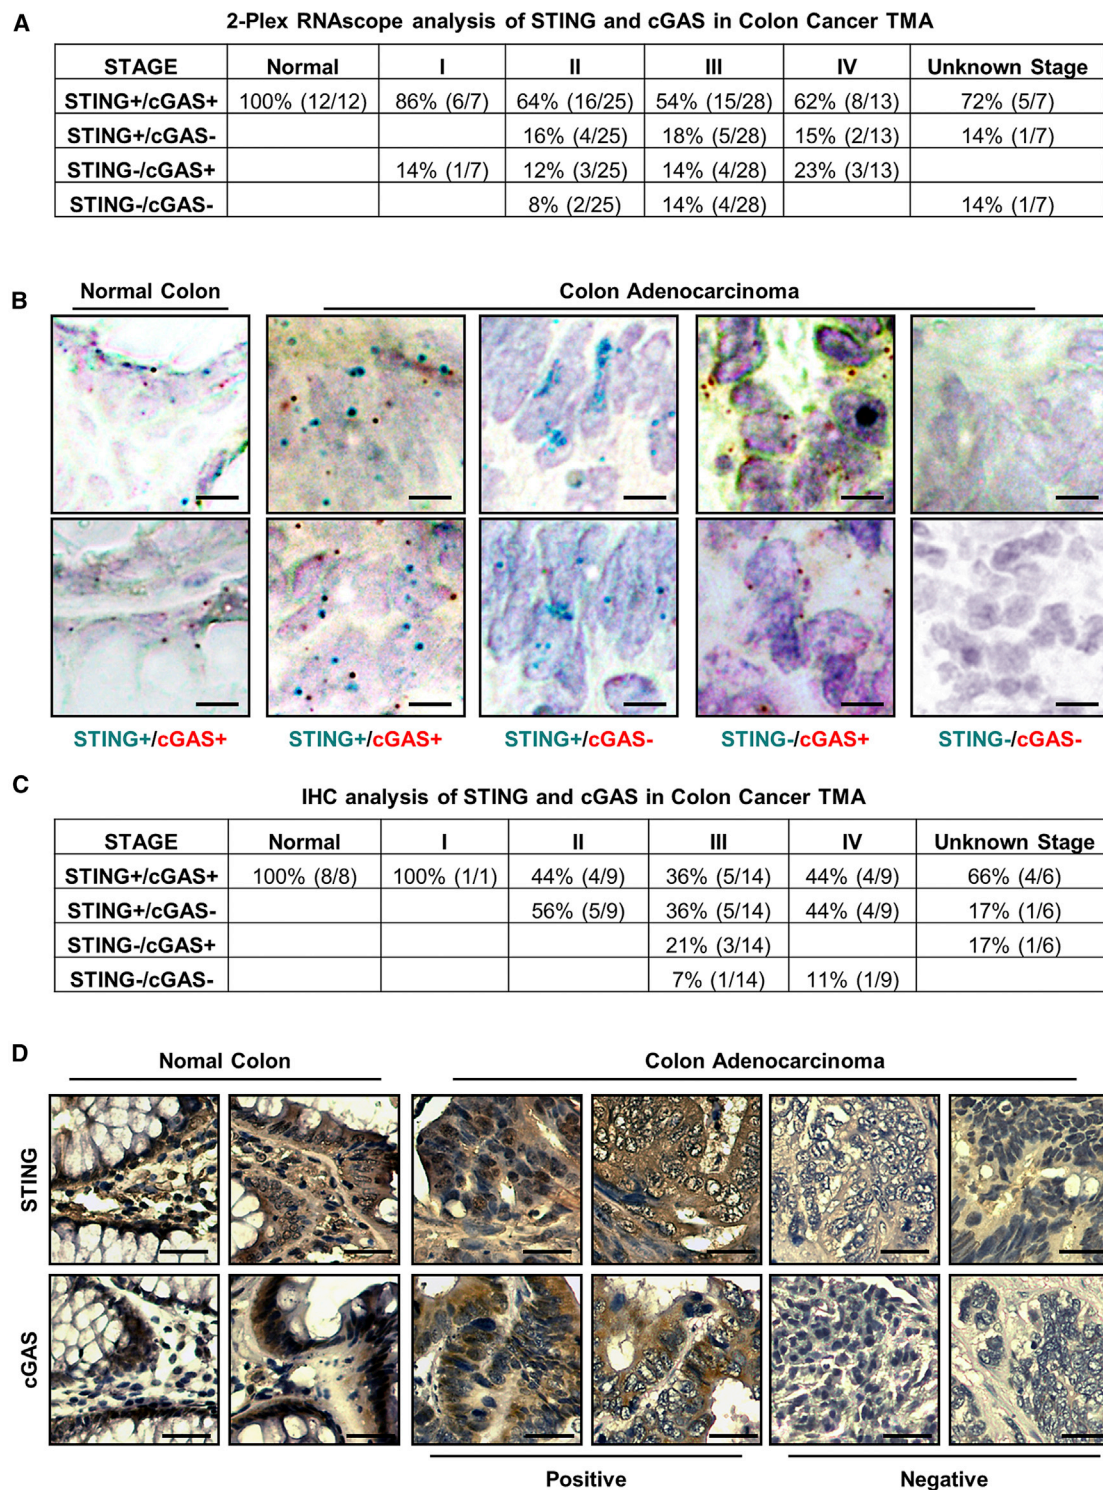 A
2-Plex RNAscope analysis of STING and cGAS in Colon Cancer TMA
STAGE Normal I II III IV Unknown Stage
STING+/cGAS+ 100% (12/12) 86% (6/7) 64% (16/25) 54% (15/28) 62% (8/13) 72% (5/7)
STING+/cGAS- 16% (4/25) 18% (5/28) 15% (2/13) 14% (1/7)
STING-/cGAS+ 14% (1/7) 12% (3/25) 14% (4/28) 23% (3/13)
STING-/cGAS- 8% (2/25) 14% (4/28) 14% (1/7)
B
Normal Colon Colon Adenocarcinoma
STING+/cGAS+ STING+/cGAS+ STING+/cGAS- STING-/cGAS+ STING-/cGAS-
C
IHC analysis of STING and cGAS in Colon Cancer TMA
STAGE Normal I II III IV Unknown Stage
STING+/cGAS+ 100% (8/8) 100% (1/1) 44% (4/9) 36% (5/14) 44% (4/9) 66% (4/6)
STING+/cGAS- 56% (5/9) 36% (5/14) 44% (4/9) 17% (1/6)
STING-/cGAS+ 21% (3/14) 17% (1/6)
STING-/cGAS- 7% (1/14) 11% (1/9)
D
Nomal Colon Colon Adenocarcinoma
STING
cGAS
Positive Negative